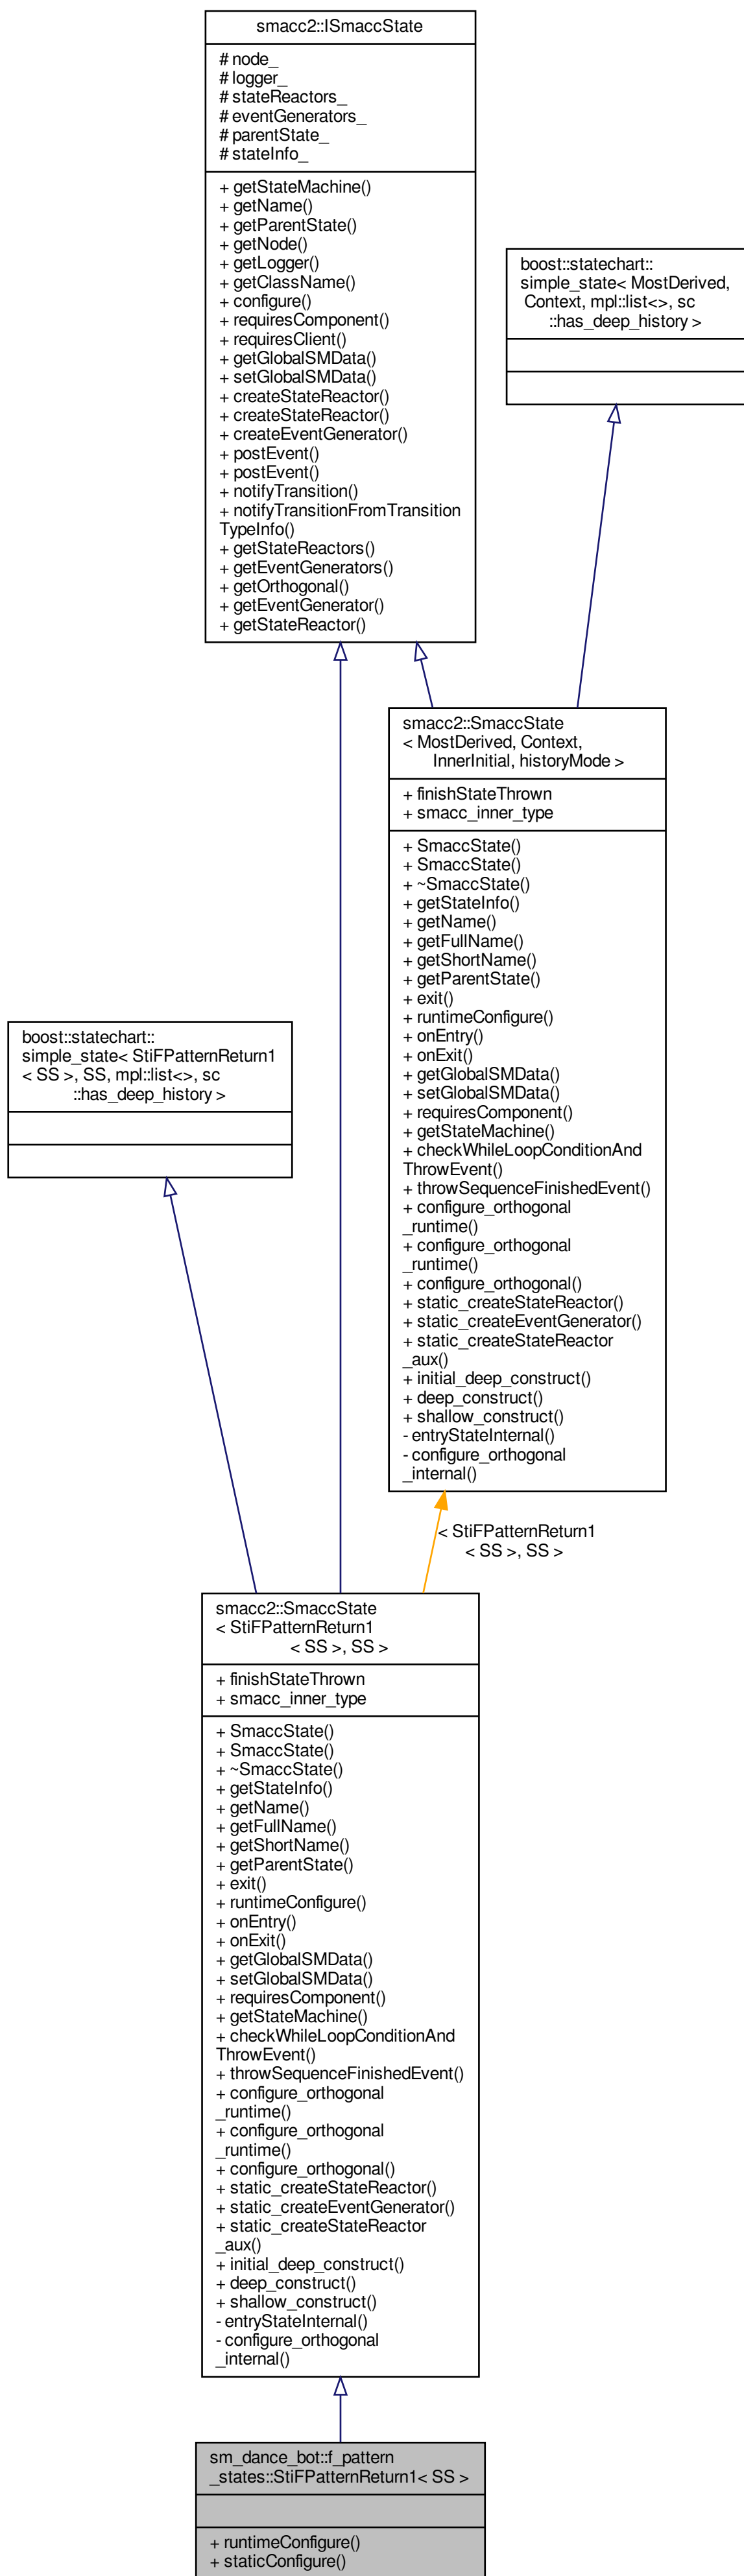 smacc2::ISmaccState
# node_
# logger_
# stateReactors_
# eventGenerators_
# parentState_
# stateInfo_
+ getStateMachine()
+ getName()
+ getParentState()
+ getNode()
+ getLogger()
+ getClassName()
+ configure()
+ requiresComponent()
+ requiresClient()
+ getGlobalSMData()
+ setGlobalSMData()
+ createStateReactor()
+ createStateReactor()
+ createEventGenerator()
+ postEvent()
+ postEvent()
+ notifyTransition()
+ notifyTransitionFromTransition
TypeInfo()
+ getStateReactors()
+ getEventGenerators()
+ getOrthogonal()
+ getEventGenerator()
+ getStateReactor()
boost::statechart::
simple_state< MostDerived,
Context, mpl::list<>, sc
::has_deep_history >
smacc2::SmaccState
< MostDerived, Context,
InnerInitial, historyMode >
+ finishStateThrown
+ smacc_inner_type
+ SmaccState()
+ SmaccState()
+ ~SmaccState()
+ getStateInfo()
+ getName()
+ getFullName()
+ getShortName()
+ getParentState()
+ exit()
+ runtimeConfigure()
+ onEntry()
+ onExit()
+ getGlobalSMData()
+ setGlobalSMData()
+ requiresComponent()
+ getStateMachine()
+ checkWhileLoopConditionAnd
ThrowEvent()
+ throwSequenceFinishedEvent()
+ configure_orthogonal
_runtime()
+ configure_orthogonal
_runtime()
+ configure_orthogonal()
+ static_createStateReactor()
+ static_createEventGenerator()
+ static_createStateReactor
_aux()
+ initial_deep_construct()
+ deep_construct()
+ shallow_construct()
- entryStateInternal()
- configure_orthogonal
_internal()
boost::statechart::
simple_state< StiFPatternReturn1
< SS >, SS, mpl::list<>, sc
::has_deep_history >
< StiFPatternReturn1
< SS >, SS >
smacc2::SmaccState
< StiFPatternReturn1
< SS >, SS >
+ finishStateThrown
+ smacc_inner_type
+ SmaccState()
+ SmaccState()
+ ~SmaccState()
+ getStateInfo()
+ getName()
+ getFullName()
+ getShortName()
+ getParentState()
+ exit()
+ runtimeConfigure()
+ onEntry()
+ onExit()
+ getGlobalSMData()
+ setGlobalSMData()
+ requiresComponent()
+ getStateMachine()
+ checkWhileLoopConditionAnd
ThrowEvent()
+ throwSequenceFinishedEvent()
+ configure_orthogonal
_runtime()
+ configure_orthogonal
_runtime()
+ configure_orthogonal()
+ static_createStateReactor()
+ static_createEventGenerator()
+ static_createStateReactor
_aux()
+ initial_deep_construct()
+ deep_construct()
+ shallow_construct()
- entryStateInternal()
- configure_orthogonal
_internal()
sm_dance_bot::f_pattern
_states::StiFPatternReturn1< SS >
+ runtimeConfigure()
+ staticConfigure()